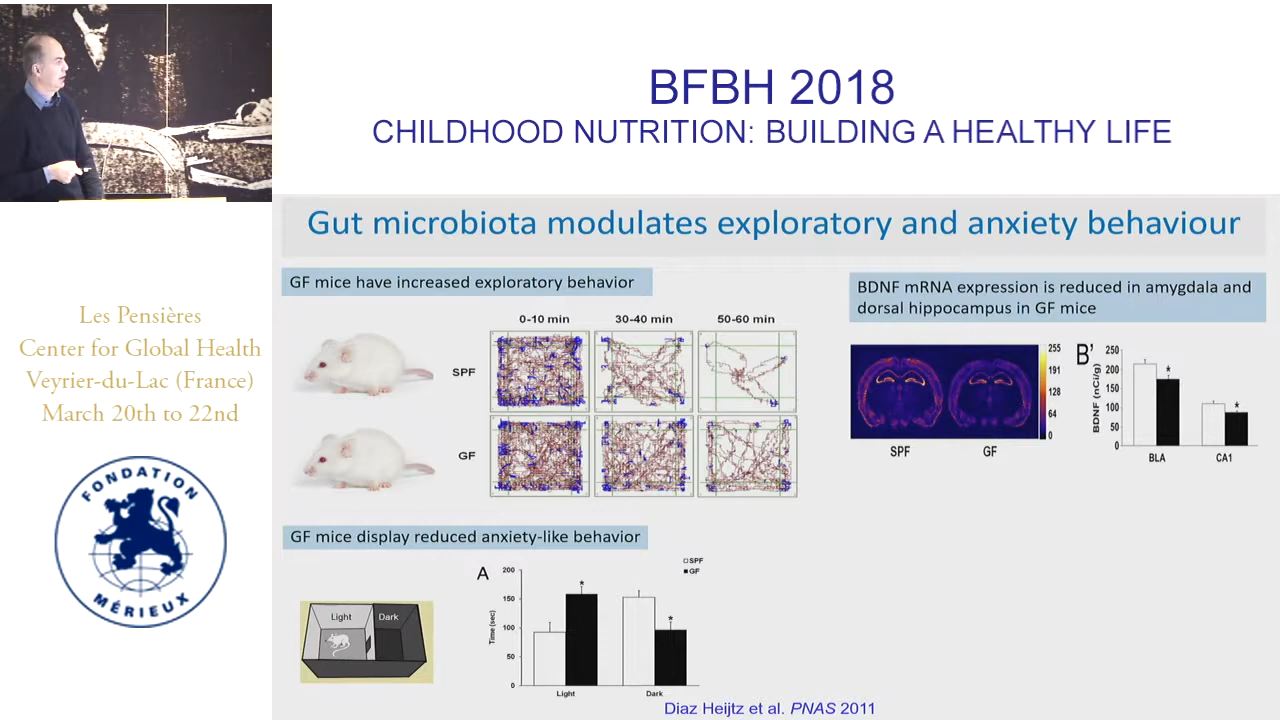 BFBH 2018
CHILDHOOD NUTRITION: BUILDING A HEALTHY LIFE
Les Pensières
Center for Global Health
Veyrier-du-Lac (France)
March 20th to 22nd
FONDATION
MÉRIEUX
Gut microbiota modulates exploratory and anxiety behaviour
GF mice have increased exploratory behavior
0-10 min 30-40 min 50-60 min
SPF
GF
BDNF mRNA expression is reduced in amygdala and
dorsal hippocampus in GF mice
255
191
128
64
0
SPF GF
B'
BDNF (nCi/g)
250
200
150
100
50
0
*
*
BLA CA1
GF mice display reduced anxiety-like behavior
Light Dark
A
SPF
GF
Time (sec)
200
150
100
50
0
*
*
Light Dark
Diaz Heijtz et al. PNAS 2011